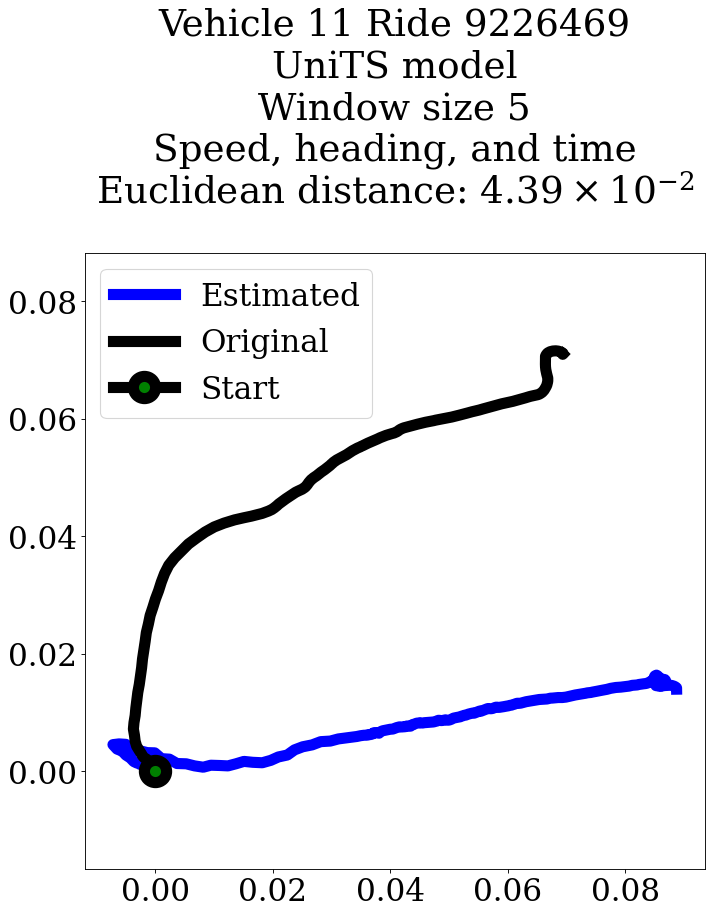 Vehicle 11 Ride 9226469
UniTS model
Window size 5
Speed, heading, and time
Euclidean distance: 4.39 × 10⁻²
Estimated
Original
Start
0.08
0.06
0.04
0.02
0.00
0.00 0.02 0.04 0.06 0.08